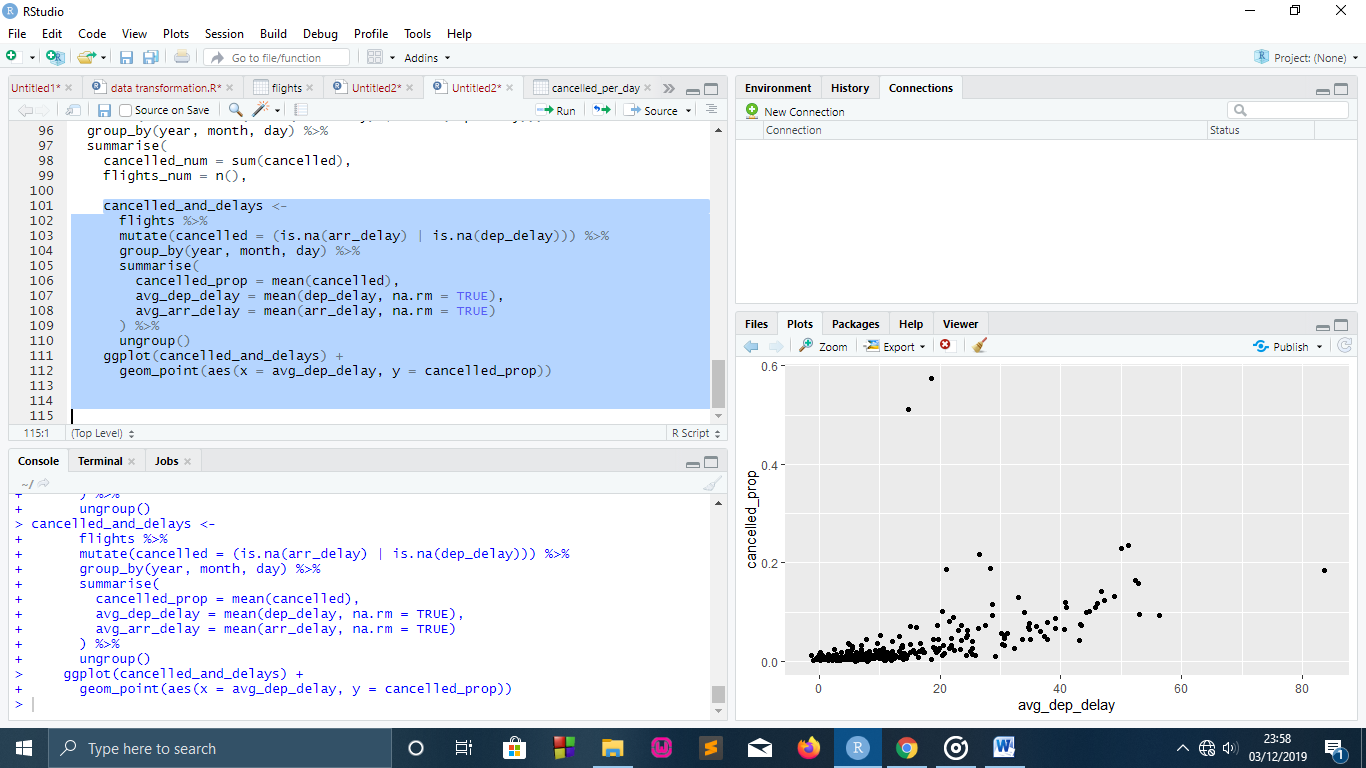 RStudio
File Edit Code View Plots Session Build Debug Profile Tools Help
Go to file/function Addins Project: (None)
Untitled1* data transformation.R* flights Untitled2* Untitled2* cancelled_per_day
Source on Save Run Source
96 group_by(year, month, day) %>%
97 summarise(
98 cancelled_num = sum(cancelled),
99 flights_num = n(),
100
101 cancelled_and_delays <-
102 flights %>%
103 mutate(cancelled = (is.na(arr_delay) | is.na(dep_delay))) %>%
104 group_by(year, month, day) %>%
105 summarise(
106 cancelled_prop = mean(cancelled),
107 avg_dep_delay = mean(dep_delay, na.rm = TRUE),
108 avg_arr_delay = mean(arr_delay, na.rm = TRUE)
109 ) %>%
110 ungroup()
111 ggplot(cancelled_and_delays) +
112 geom_point(aes(x = avg_dep_delay, y = cancelled_prop))
113
114
115
115:1 (Top Level) R Script
Console Terminal Jobs
~/
+ ) %>%
+ ungroup()
> cancelled_and_delays <-
+ flights %>%
+ mutate(cancelled = (is.na(arr_delay) | is.na(dep_delay))) %>%
+ group_by(year, month, day) %>%
+ summarise(
+ cancelled_prop = mean(cancelled),
+ avg_dep_delay = mean(dep_delay, na.rm = TRUE),
+ avg_arr_delay = mean(arr_delay, na.rm = TRUE)
+ ) %>%
+ ungroup()
> ggplot(cancelled_and_delays) +
+ geom_point(aes(x = avg_dep_delay, y = cancelled_prop))
>
Environment History Connections
New Connection
Connection Status
Files Plots Packages Help Viewer
Zoom Export Publish
0.6
0.4
0.2
0.0
cancelled_prop
0 20 40 60 80
avg_dep_delay
Type here to search
R
W
23:58
03/12/2019
1